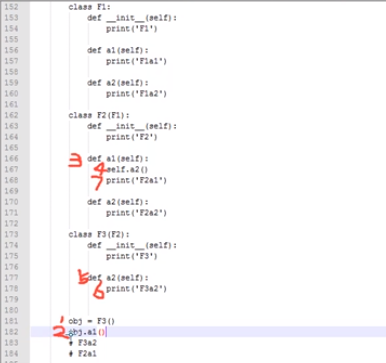 152 class F1:
153 def __init__(self):
154 print('F1')
155
156 def a1(self):
157 print('F1a1')
158
159 def a2(self):
160 print('F1a2')
161
162 class F2(F1):
163 def __init__(self):
164 print('F2')
165
166 3 def a1(self):
167 4 self.a2()
168 7 print('F2a1')
169
170 def a2(self):
171 print('F2a2')
172
173 class F3(F2):
174 def __init__(self):
175 print('F3')
176
177 5 def a2(self):
178 6 print('F3a2')
179
180
181 1 obj = F3()
182 2 obj.a1()
183 # F3a2
184 # F2a1